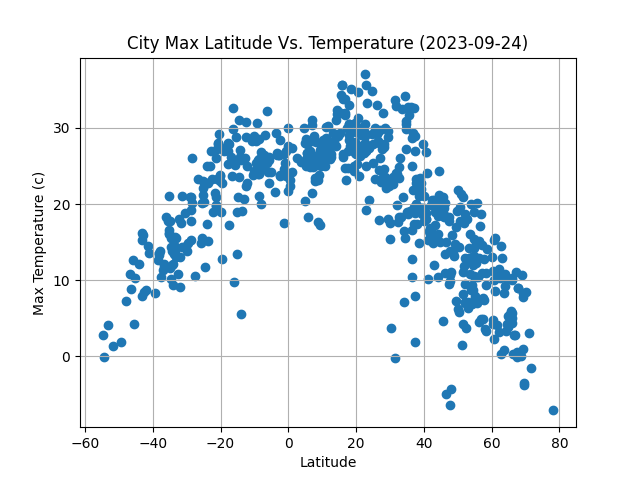 City Max Latitude Vs. Temperature (2023-09-24)
Max Temperature (c)
30
20
10
0
−60 −40 −20 0 20 40 60 80
Latitude